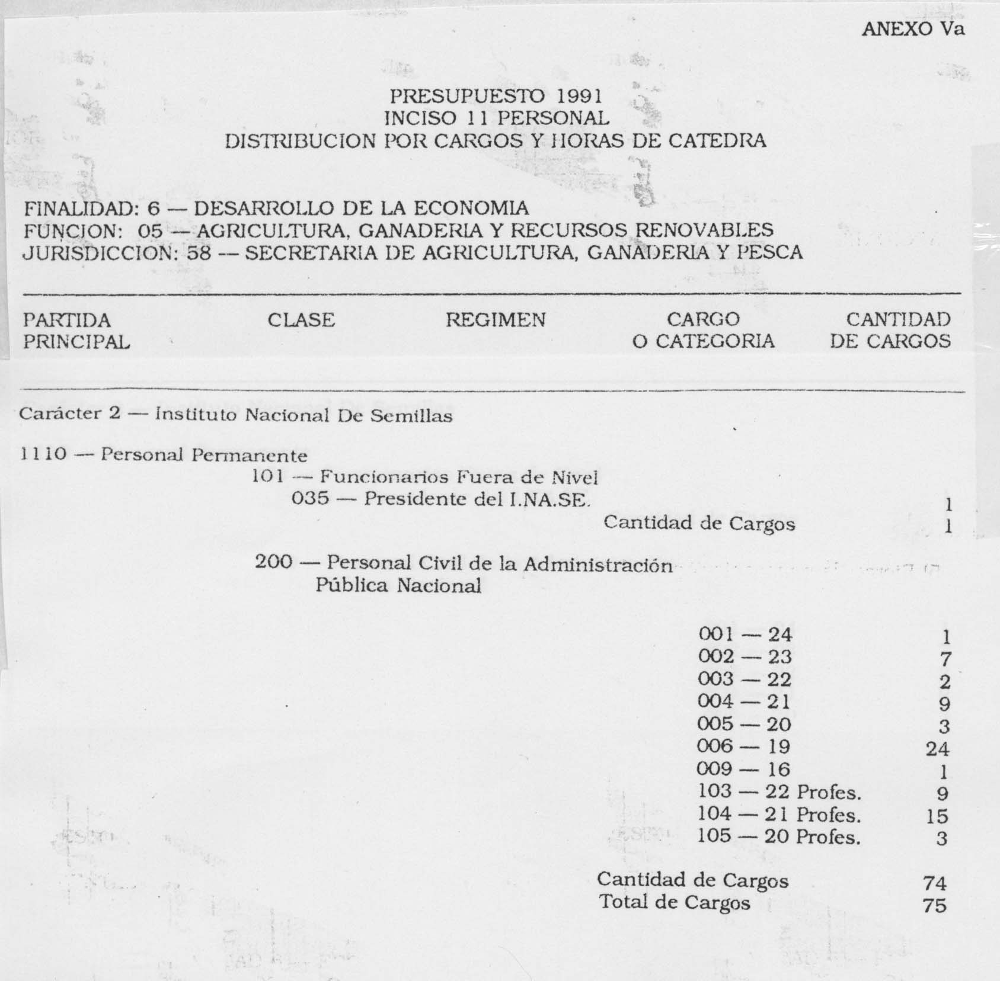 ANEXO Va
PRESUPUESTO 1991
INCISO 11 PERSONAL
DISTRIBUCION POR CARGOS Y HORAS DE CATEDRA
FINALIDAD: 6 — DESARROLLO DE LA ECONOMIA
FUNCION: 05 — AGRICULTURA, GANADERIA Y RECURSOS RENOVABLES
JURISDICCION: 58 — SECRETARIA DE AGRICULTURA, GANADERIA Y PESCA
PARTIDA CLASE REGIMEN CARGO CANTIDAD
PRINCIPAL O CATEGORIA DE CARGOS
Carácter 2 — Instituto Nacional De Semillas
1110 — Personal Permanente
101 — Funcionarios Fuera de Nivel
035 — Presidente del I.NA.SE. 1
Cantidad de Cargos 1
200 — Personal Civil de la Administración
Pública Nacional
001 — 24 1
002 — 23 7
003 — 22 2
004 — 21 9
005 — 20 3
006 — 19 24
009 — 16 1
103 — 22 Profes. 9
104 — 21 Profes. 15
105 — 20 Profes. 3
Cantidad de Cargos 74
Total de Cargos 75